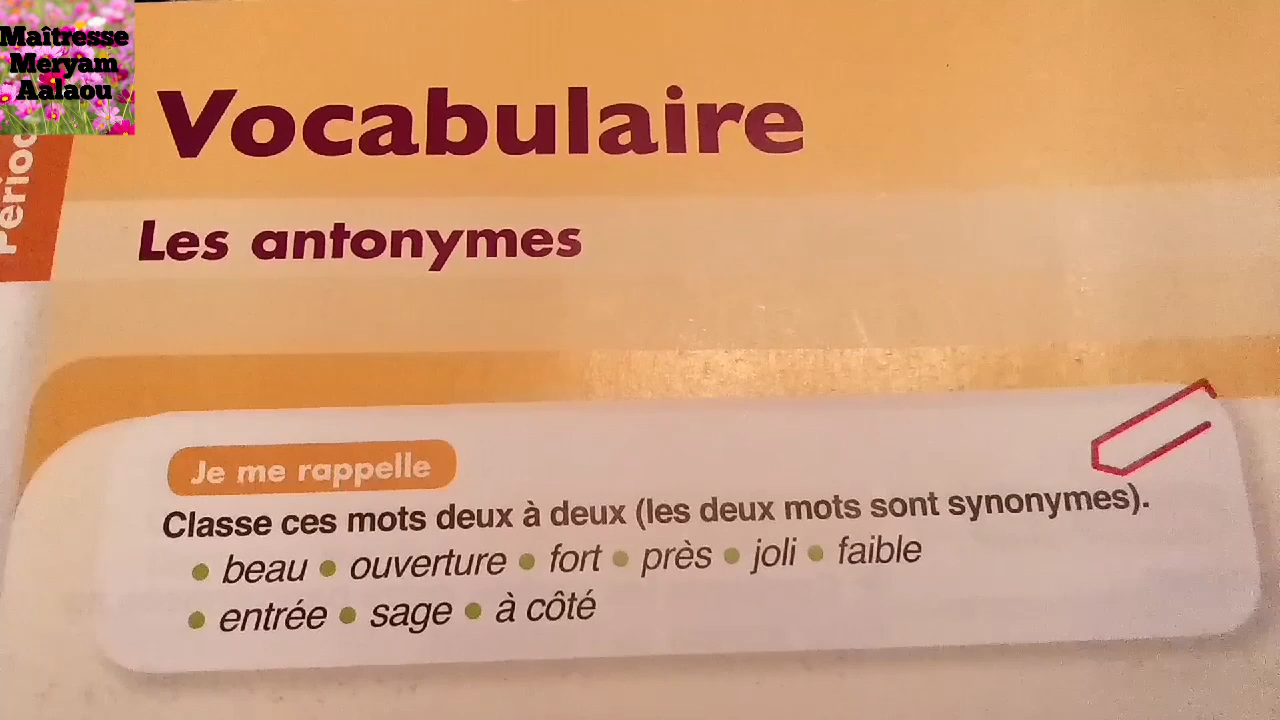 Maîtresse
Meryam
Aalaou
Vocabulaire
Les antonymes
Je me rappelle
Classe ces mots deux à deux (les deux mots sont synonymes).
• beau • ouverture • fort • près • joli • faible
• entrée • sage • à côté